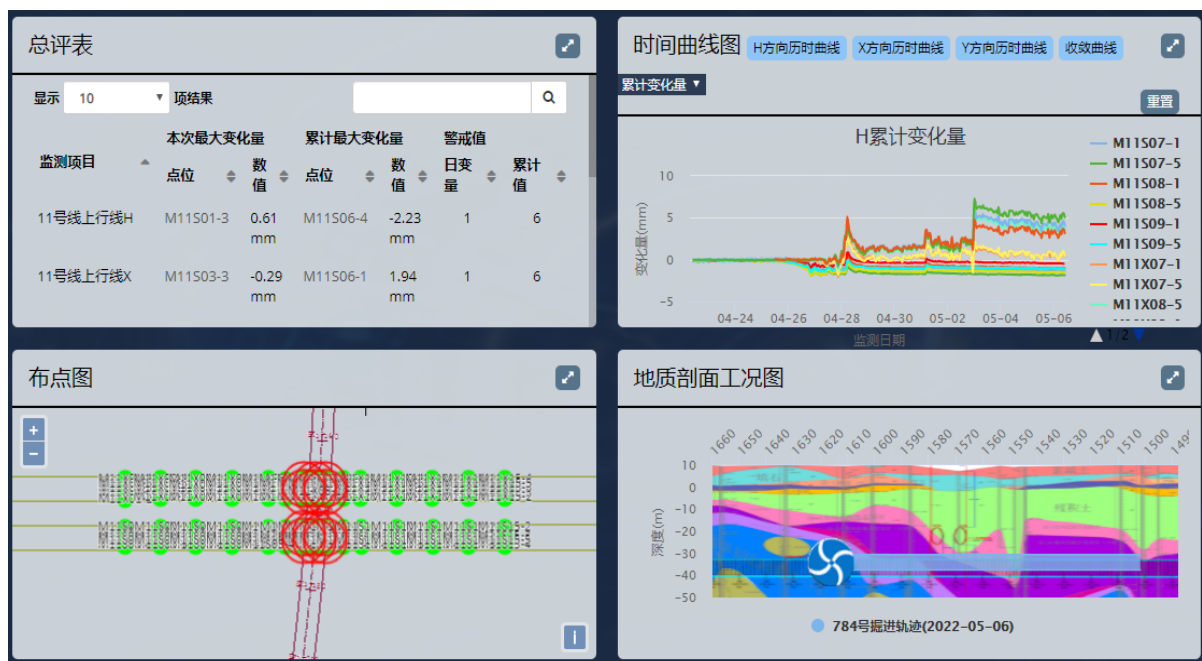 总评表
显示 10 项结果
本次最大变化量 累计最大变化量 警戒值
监测项目 点位 数值 点位 数值 日变量 累计值
11号线上行线H M11S01-3 0.61 mm M11S06-4 -2.23 mm 1 6
11号线上行线X M11S03-3 -0.29 mm M11S06-1 1.94 mm 1 6
时间曲线图 H方向历时曲线 X方向历时曲线 Y方向历时曲线 收敛曲线
累计变化量
重置
H累计变化量
变化量(mm)
10
5
0
-5
04-24 04-26 04-28 04-30 05-02 05-04 05-06
监测日期
M11S07-1
M11S07-5
M11S08-1
M11S08-5
M11S09-1
M11S09-5
M11X07-1
M11X07-5
M11X08-5
1/2
布点图
+
-
i
地质剖面工况图
1660 1650 1640 1630 1620 1610 1600 1590 1580 1570 1560 1550 1540 1530 1520 1510 1500
深度(m)
10
0
-10
-20
-30
-40
-50
784号掘进轨迹(2022-05-06)